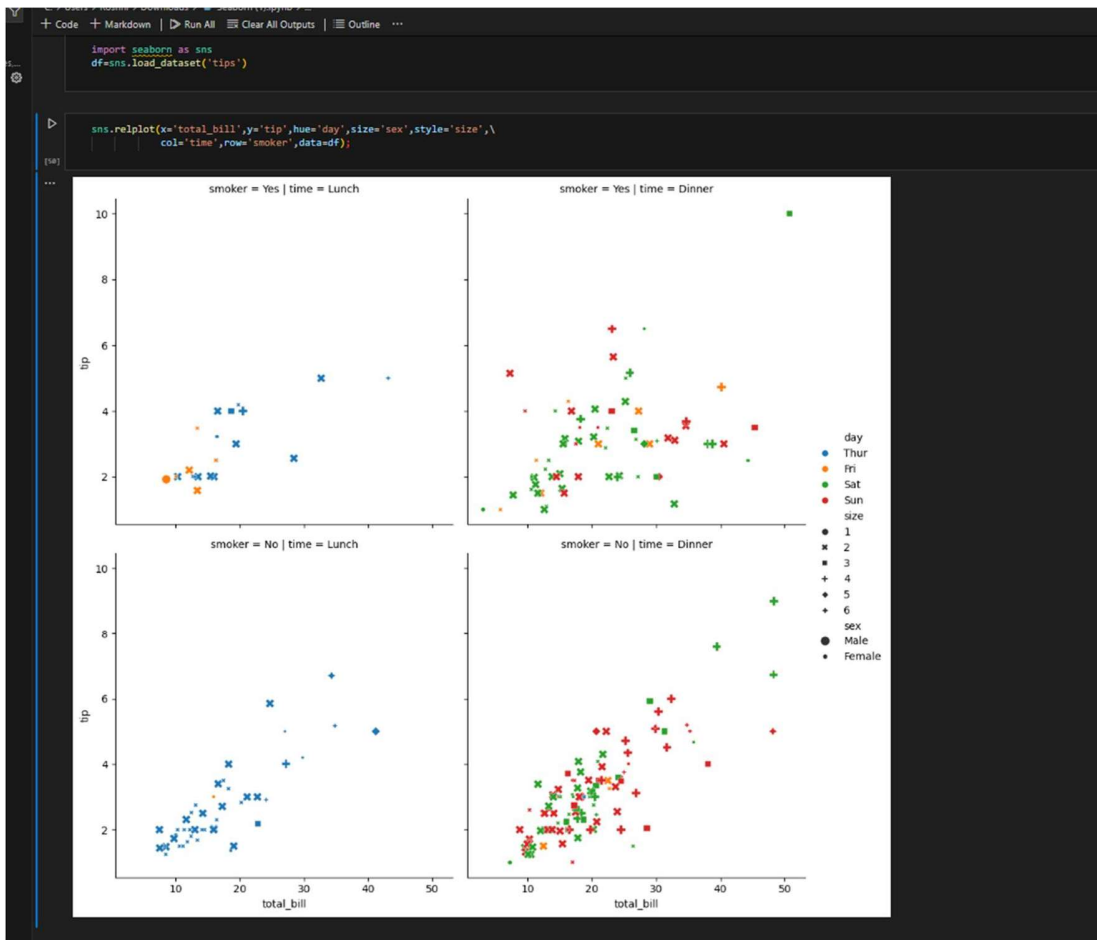 Users
Downloads
+ Code + Markdown | Run All Clear All Outputs | Outline ···
import seaborn as sns
df=sns.load_dataset('tips')
sns.relplot(x='total_bill',y='tip',hue='day',size='sex',style='size',\
col='time',row='smoker',data=df);
[50]
···
smoker = Yes | time = Lunch
smoker = Yes | time = Dinner
10
8
6
4
2
tip
smoker = No | time = Lunch
smoker = No | time = Dinner
10
8
6
4
2
tip
10 20 30 40 50
total_bill
10 20 30 40 50
total_bill
day
Thur
Fri
Sat
Sun
size
1
2
3
4
5
6
sex
Male
Female